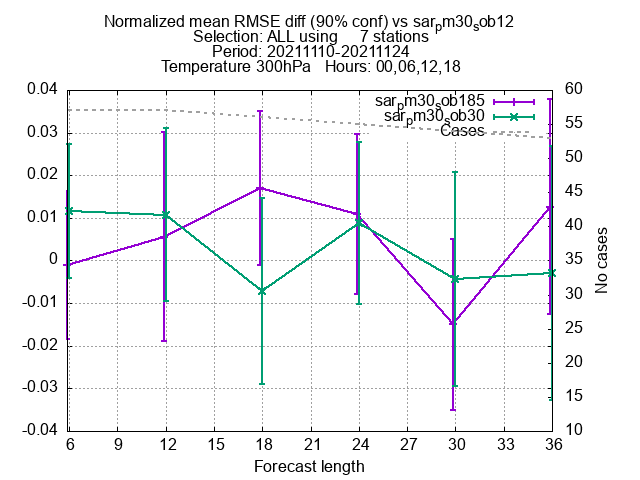 Normalized mean RMSE diff (90% conf) vs sarpm30sob12
Selection: ALL using 7 stations
Period: 20211110-20211124
Temperature 300hPa Hours: 00,06,12,18
0.04 60
sarpm30sob185
sarpm30sob30
Cases
0.03 55
50
0.02 45
0.01 40
0 35
-0.01 30
25
-0.02 20
-0.03 15
-0.04 10
No cases
6 9 12 15 18 21 24 27 30 33 36
Forecast length